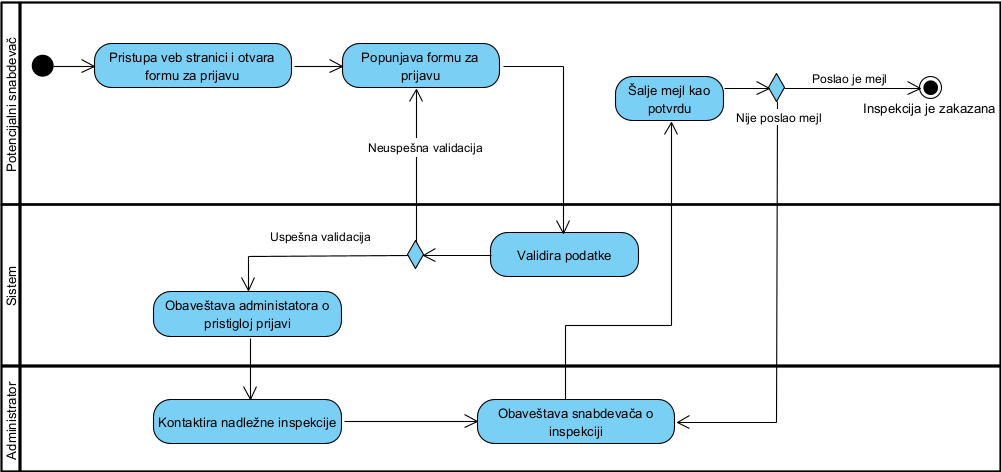 Potencijalni snabdevač
Pristupa veb stranici i otvara
formu za prijavu
Popunjava formu za
prijavu
Šalje mejl kao
potvrdu
Poslao je mejl
Inspekcija je zakazana
Nije poslao mejl
Neuspešna validacija
Sistem
Uspešna validacija
Validira podatke
Obaveštava administatora o
pristigloj prijavi
Administrator
Kontaktira nadležne inspekcije
Obaveštava snabdevača o
inspekciji